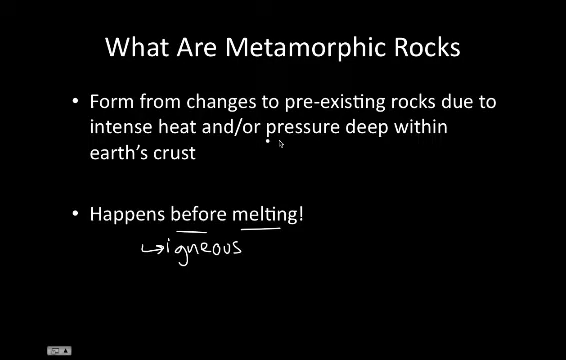 What Are Metamorphic Rocks
• Form from changes to pre-existing rocks due to
intense heat and/or pressure deep within
earth's crust
• Happens before melting!
↳igneous